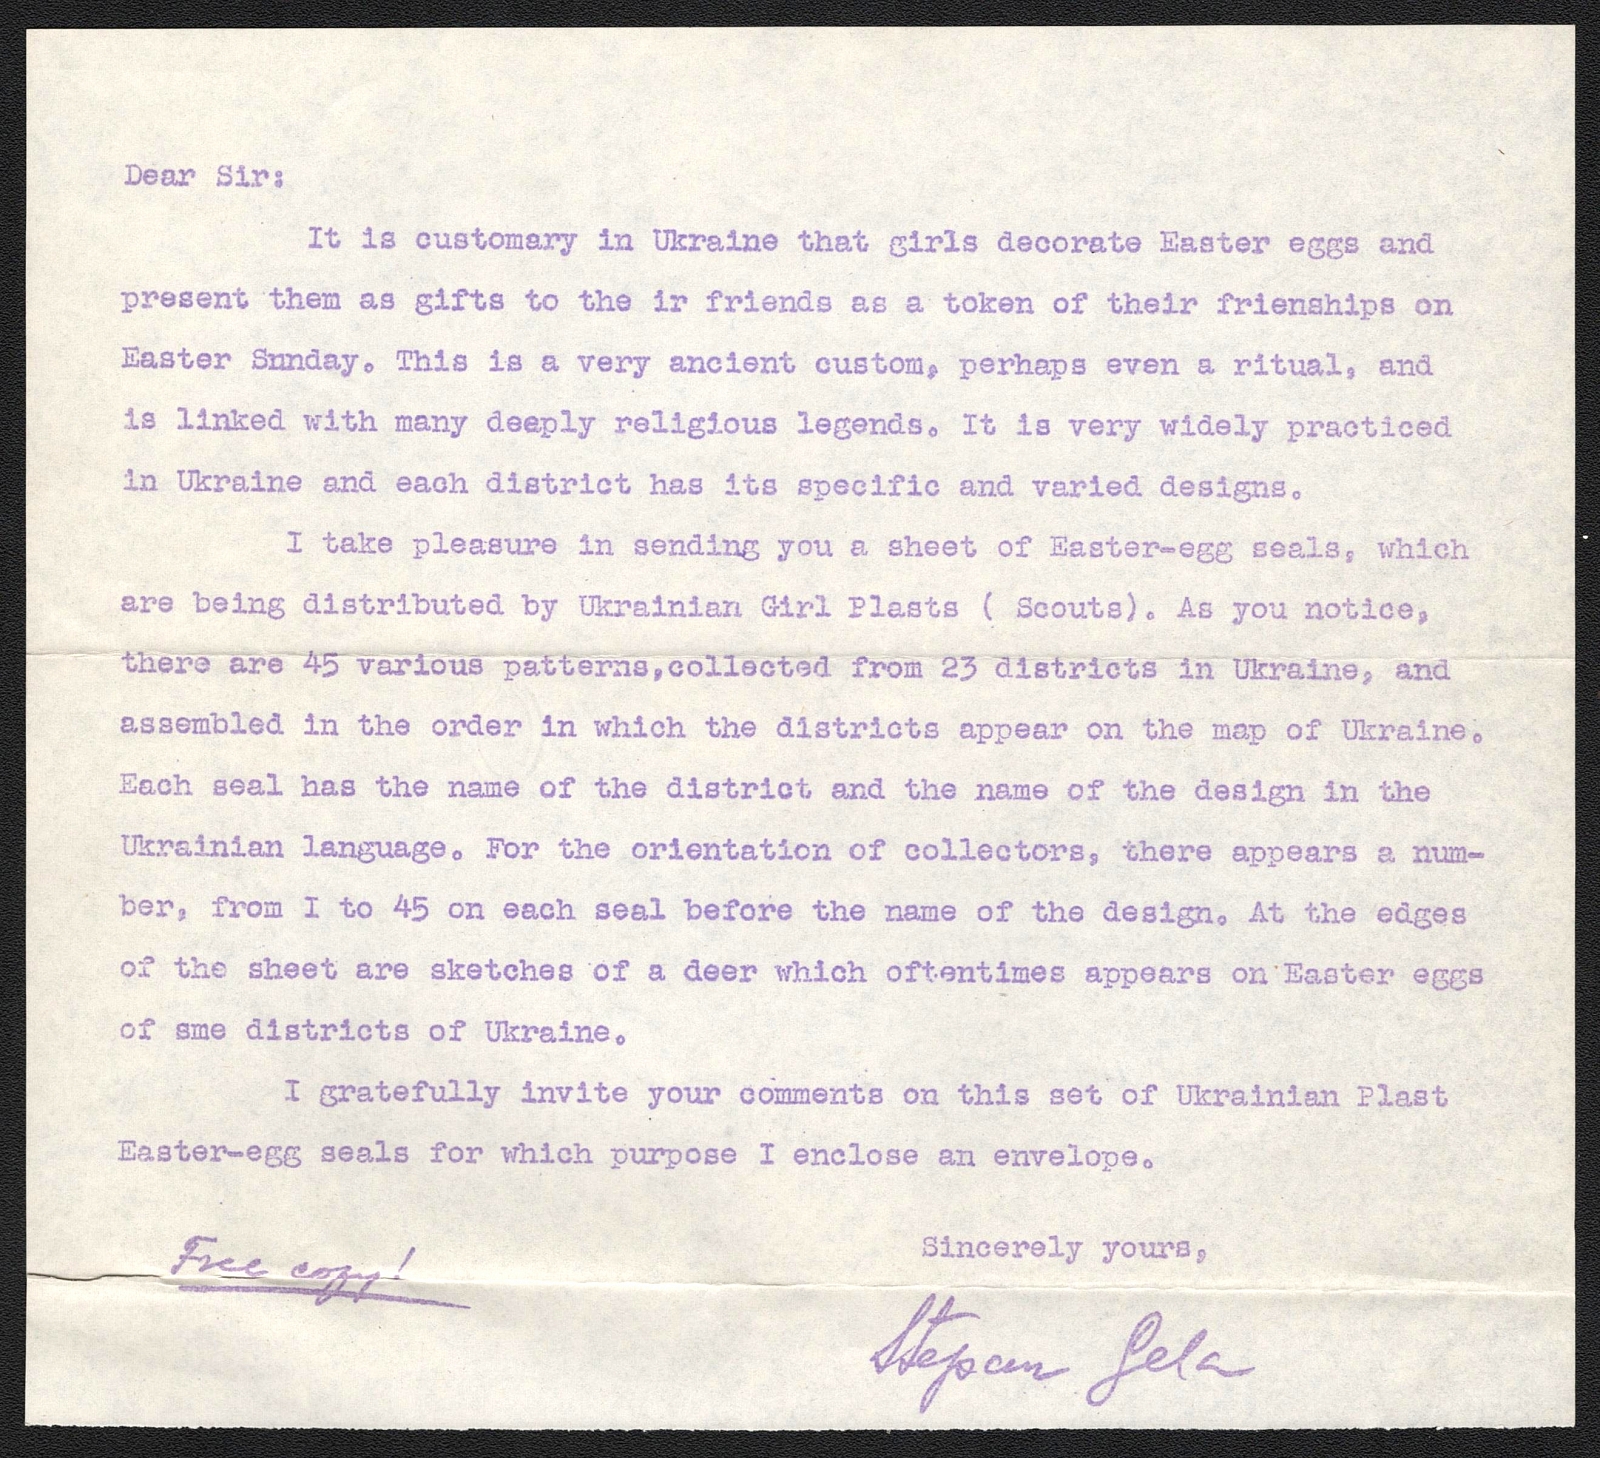 Dear Sir:
It is customary in Ukraine that girls decorate Easter eggs and
present them as gifts to the ir friends as a token of their frienships on
Easter Sunday. This is a very ancient custom, perhaps even a ritual, and
is linked with many deeply religious legends. It is very widely practiced
in Ukraine and each district has its specific and varied designs.
I take pleasure in sending you a sheet of Easter-egg seals, which
are being distributed by Ukrainian Girl Plasts ( Scouts). As you notice,
there are 45 various patterns,collected from 23 districts in Ukraine, and
assembled in the order in which the districts appear on the map of Ukraine.
Each seal has the name of the district and the name of the design in the
Ukrainian language. For the orientation of collectors, there appears a num-
ber, from I to 45 on each seal before the name of the design. At the edges
of the sheet are sketches of a deer which oftentimes appears on Easter eggs
of sme districts of Ukraine.
I gratefully invite your comments on this set of Ukrainian Plast
Easter-egg seals for which purpose I enclose an envelope.
Sincerely yours,
Free copy!
Stepan Gela